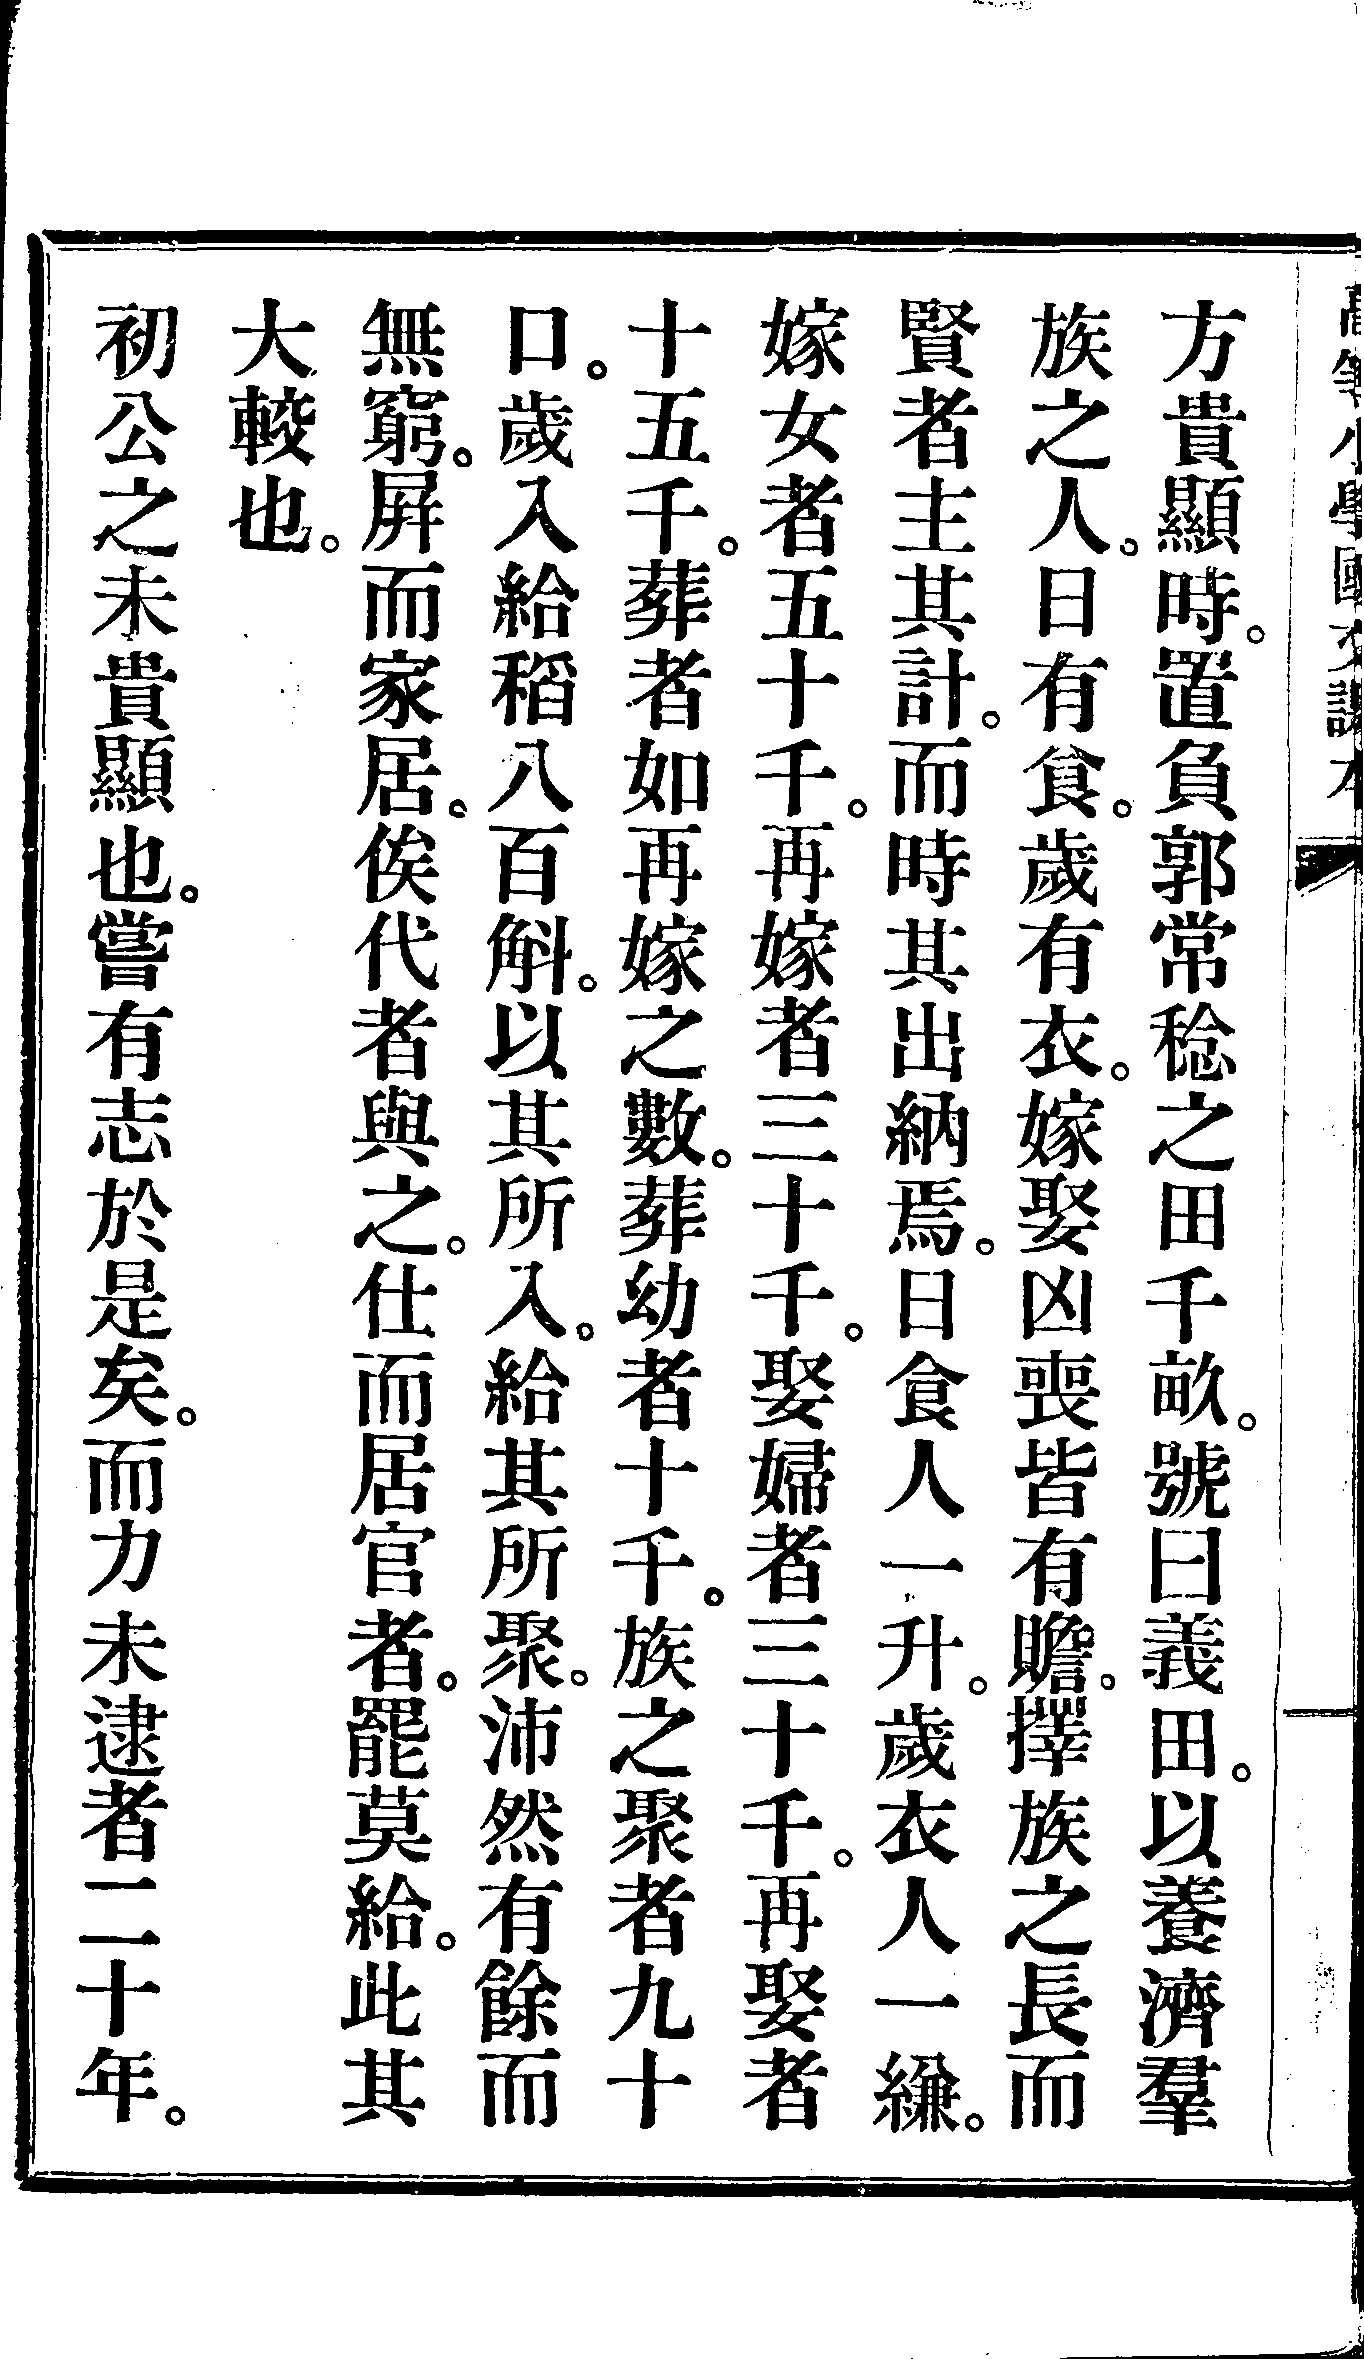 高等小學國文讀本
方貴顯時。置負郭常稔之田千畝。號曰義田。以養濟羣
族之人。日有食。歲有衣。嫁娶凶喪皆有贍。擇族之長而
賢者主其計。而時其出納焉。日食人一升。歲衣人一縑。
嫁女者五十千。再嫁者三十千。娶婦者三十千。再娶者
十五千。葬者如再嫁之數。葬幼者十千。族之聚者九十
口。歲入給稻八百斛。以其所入。給其所聚。沛然有餘而
無窮。屏而家居。俟代者與之。仕而居官者。罷莫給。此其
大較也。
初公之未貴顯也。嘗有志於是矣。而力未逮者二十年。